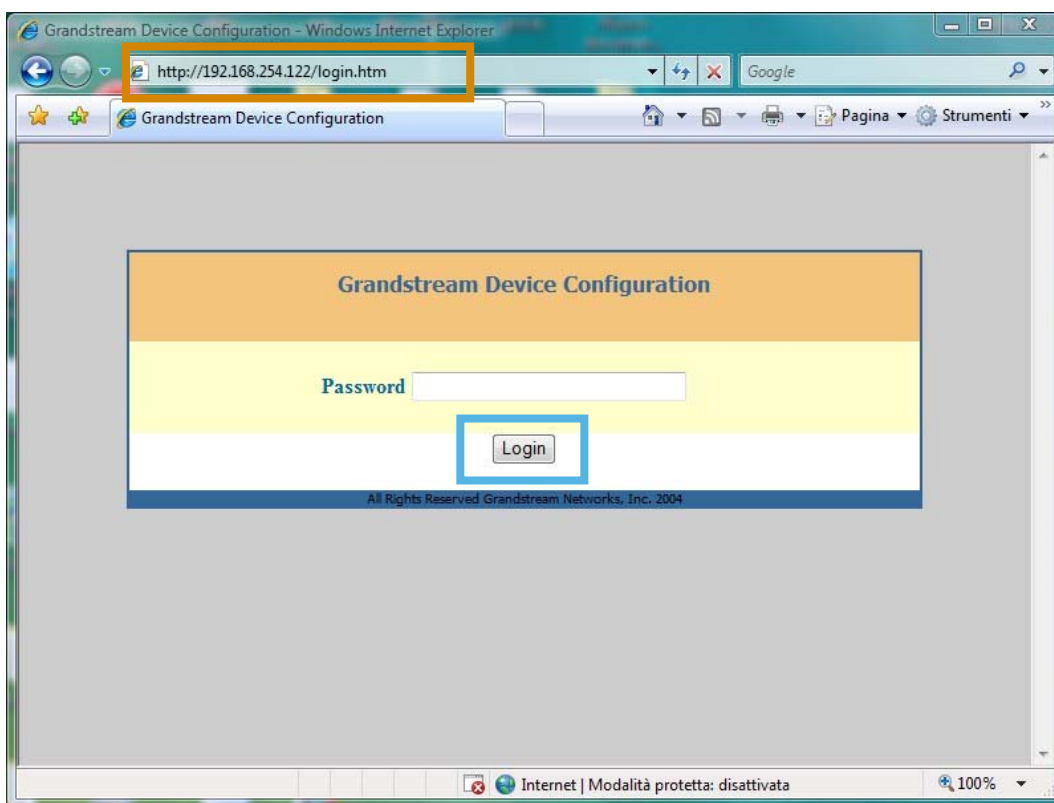 Grandstream Device Configuration - Windows Internet Explorer
http://192.168.254.122/login.htm
Google
Grandstream Device Configuration
Pagina
Strumenti
Grandstream Device Configuration
Password
Login
All Rights Reserved Grandstream Networks, Inc. 2004
Internet | Modalità protetta: disattivata
100%